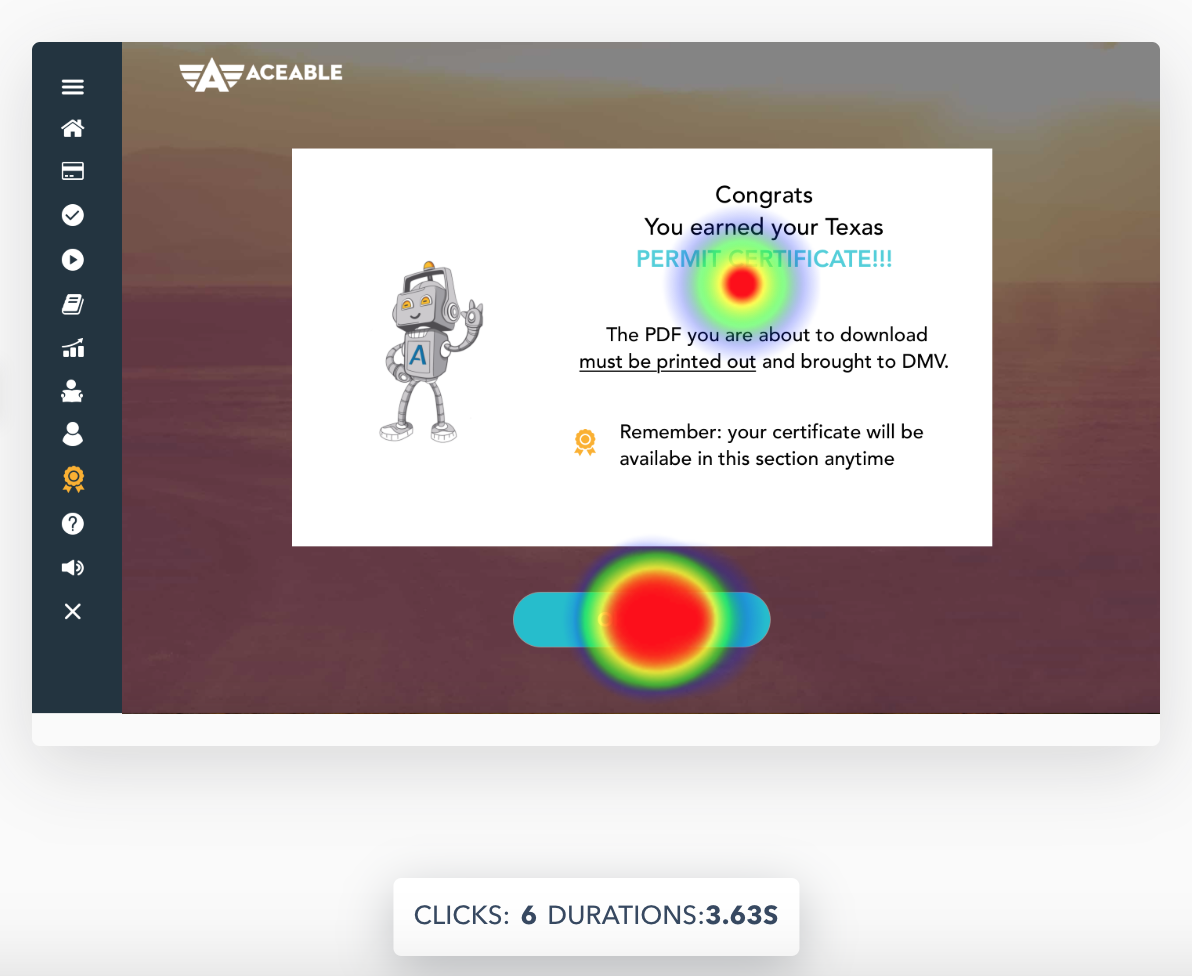 ACEABLE
Congrats
You earned your Texas
PERMIT CERTIFICATE!!!
The PDF you are about to download
must be printed out and brought to DMV.
Remember: your certificate will be
availabe in this section anytime
A
CLICKS: 6 DURATIONS:3.63S